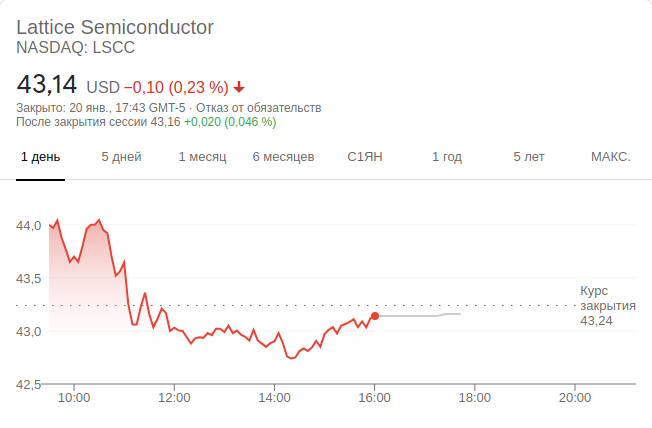 Lattice Semiconductor
NASDAQ: LSCC
43,14 USD −0,10 (0,23 %)
Закрыто: 20 янв., 17:43 GMT-5 · Отказ от обязательств
После закрытия сессии 43,16 +0,020 (0,046 %)
1 день 5 дней 1 месяц 6 месяцев С1ЯН 1 год 5 лет МАКС.
44,0
43,5
Курс
закрытия
43,24
43,0
42,5
10:00 12:00 14:00 16:00 18:00 20:00